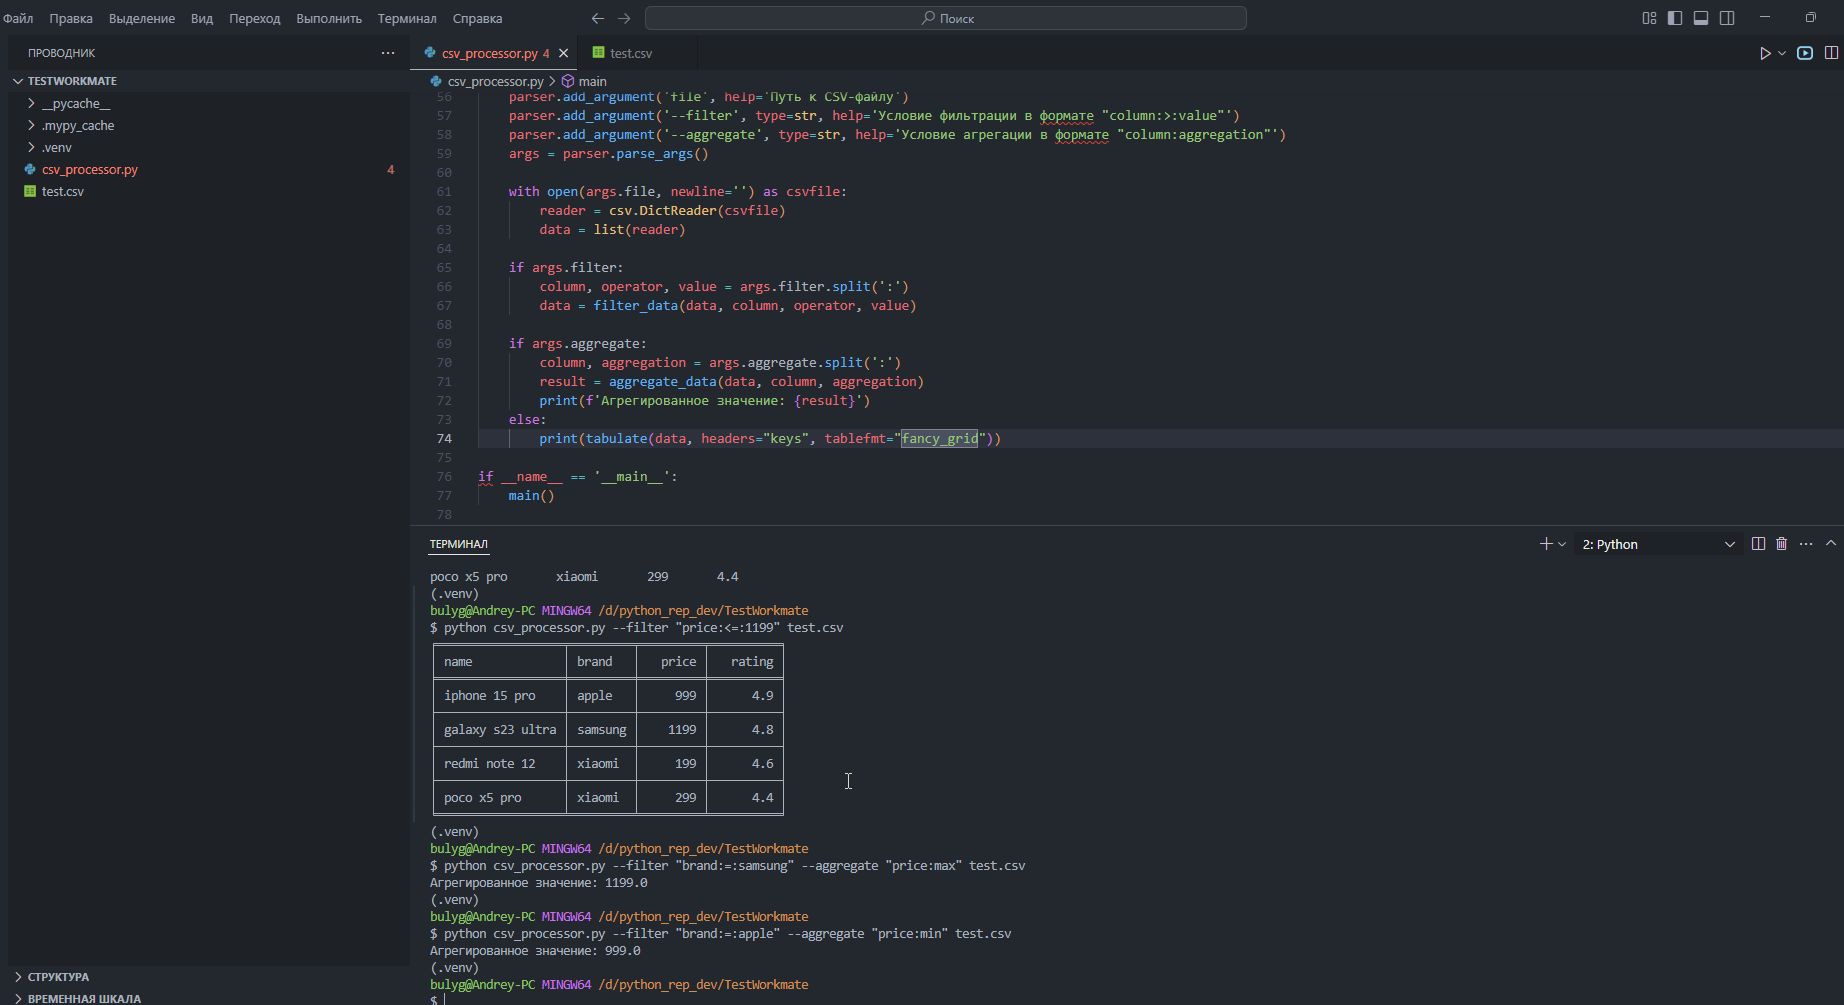 Файл Правка Выделение Вид Переход Выполнить Терминал Справка
Поиск
ПРОВОДНИК
TESTWORKMATE
__pycache__
.mypy_cache
.venv
csv_processor.py 4
test.csv
СТРУКТУРА
ВРЕМЕННАЯ ШКАЛА
csv_processor.py 4 test.csv
csv_processor.py > main
56 parser.add_argument('file', help='Путь к CSV-файлу')
57 parser.add_argument('--filter', type=str, help='Условие фильтрации в формате "column:>:value"')
58 parser.add_argument('--aggregate', type=str, help='Условие агрегации в формате "column:aggregation"')
59 args = parser.parse_args()
60
61 with open(args.file, newline='') as csvfile:
62 reader = csv.DictReader(csvfile)
63 data = list(reader)
64
65 if args.filter:
66 column, operator, value = args.filter.split(':')
67 data = filter_data(data, column, operator, value)
68
69 if args.aggregate:
70 column, aggregation = args.aggregate.split(':')
71 result = aggregate_data(data, column, aggregation)
72 print(f'Агрегированное значение: {result}')
73 else:
74 print(tabulate(data, headers="keys", tablefmt="fancy_grid"))
75
76 if __name__ == '__main__':
77 main()
78
ТЕРМИНАЛ
2: Python
poco x5 pro xiaomi 299 4.4
(.venv)
bulyg@Andrey-PC MINGW64 /d/python_rep_dev/TestWorkmate
$ python csv_processor.py --filter "price:<=:1199" test.csv
name brand price rating
iphone 15 pro apple 999 4.9
galaxy s23 ultra samsung 1199 4.8
redmi note 12 xiaomi 199 4.6
poco x5 pro xiaomi 299 4.4
(.venv)
bulyg@Andrey-PC MINGW64 /d/python_rep_dev/TestWorkmate
$ python csv_processor.py --filter "brand:=:samsung" --aggregate "price:max" test.csv
Агрегированное значение: 1199.0
(.venv)
bulyg@Andrey-PC MINGW64 /d/python_rep_dev/TestWorkmate
$ python csv_processor.py --filter "brand:=:apple" --aggregate "price:min" test.csv
Агрегированное значение: 999.0
(.venv)
bulyg@Andrey-PC MINGW64 /d/python_rep_dev/TestWorkmate
$